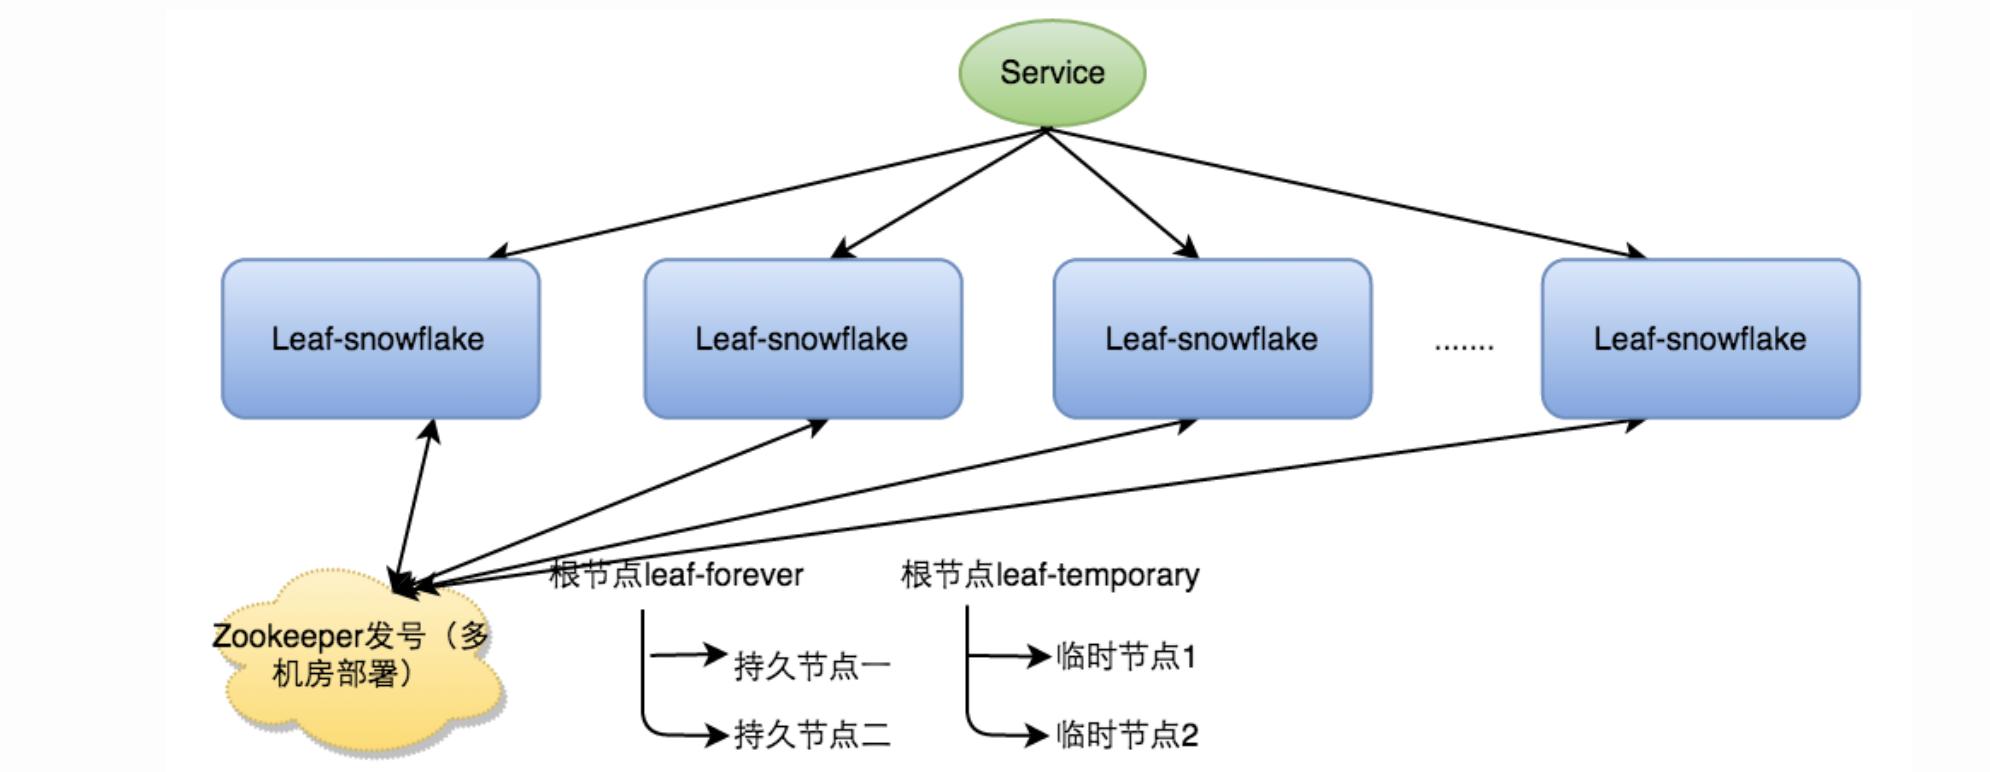 Service
Leaf-snowflake
Leaf-snowflake
Leaf-snowflake
.......
Leaf-snowflake
根节点leaf-forever
根节点leaf-temporary
Zookeeper发号（多
机房部署）
持久节点一
持久节点二
临时节点1
临时节点2